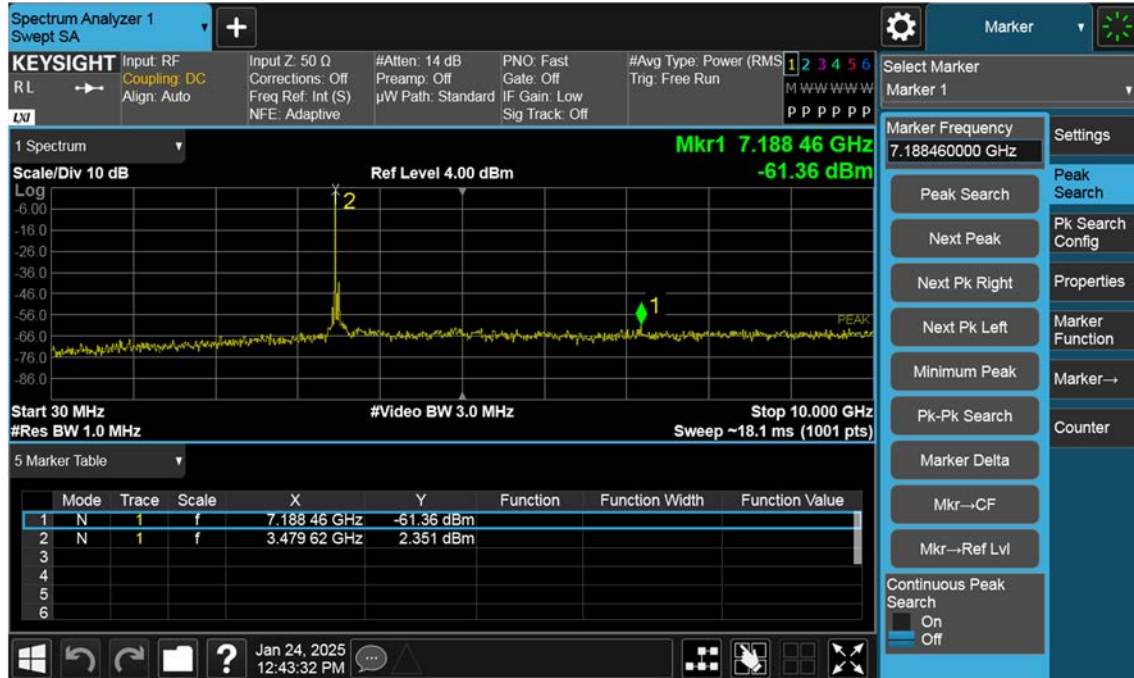 Spectrum Analyzer 1
Swept SA
+
Marker
KEYSIGHT
R L
LXI
Input: RF
Coupling: DC
Align: Auto
Input Z: 50 Ω
Corrections: Off
Freq Ref: Int (S)
NFE: Adaptive
#Atten: 14 dB
Preamp: Off
µW Path: Standard
PNO: Fast
Gate: Off
IF Gain: Low
Sig Track: Off
#Avg Type: Power (RMS
Trig: Free Run
1 2 3 4 5 6
M W W W W W
P P P P P P
Select Marker
Marker 1
1 Spectrum
Mkr1 7.188 46 GHz
Scale/Div 10 dB
Ref Level 4.00 dBm
-61.36 dBm
Log
-6.00
-16.0
-26.0
-36.0
-46.0
-56.0
-66.0
-76.0
-86.0
2
1
PEAK
Start 30 MHz
#Video BW 3.0 MHz
Stop 10.000 GHz
#Res BW 1.0 MHz
Sweep ~18.1 ms (1001 pts)
5 Marker Table
Mode Trace Scale X Y Function Function Width Function Value
1 N 1 f 7.188 46 GHz -61.36 dBm
2 N 1 f 3.479 62 GHz 2.351 dBm
3
4
5
6
Marker Frequency
7.188460000 GHz
Peak Search
Next Peak
Next Pk Right
Next Pk Left
Minimum Peak
Pk-Pk Search
Marker Delta
Mkr→CF
Mkr→Ref Lvl
Continuous Peak
Search
On
Off
Settings
Peak
Search
Pk Search
Config
Properties
Marker
Function
Marker→
Counter
?
Jan 24, 2025
12:43:32 PM